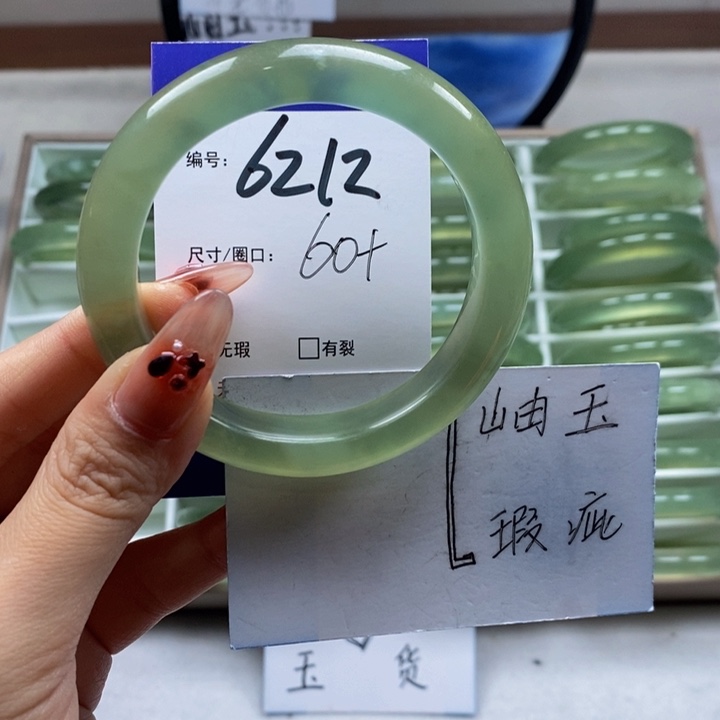 编号: 6212
尺寸/圈口: 60+
无瑕 □有裂
岫玉
瑕疵
玉 货